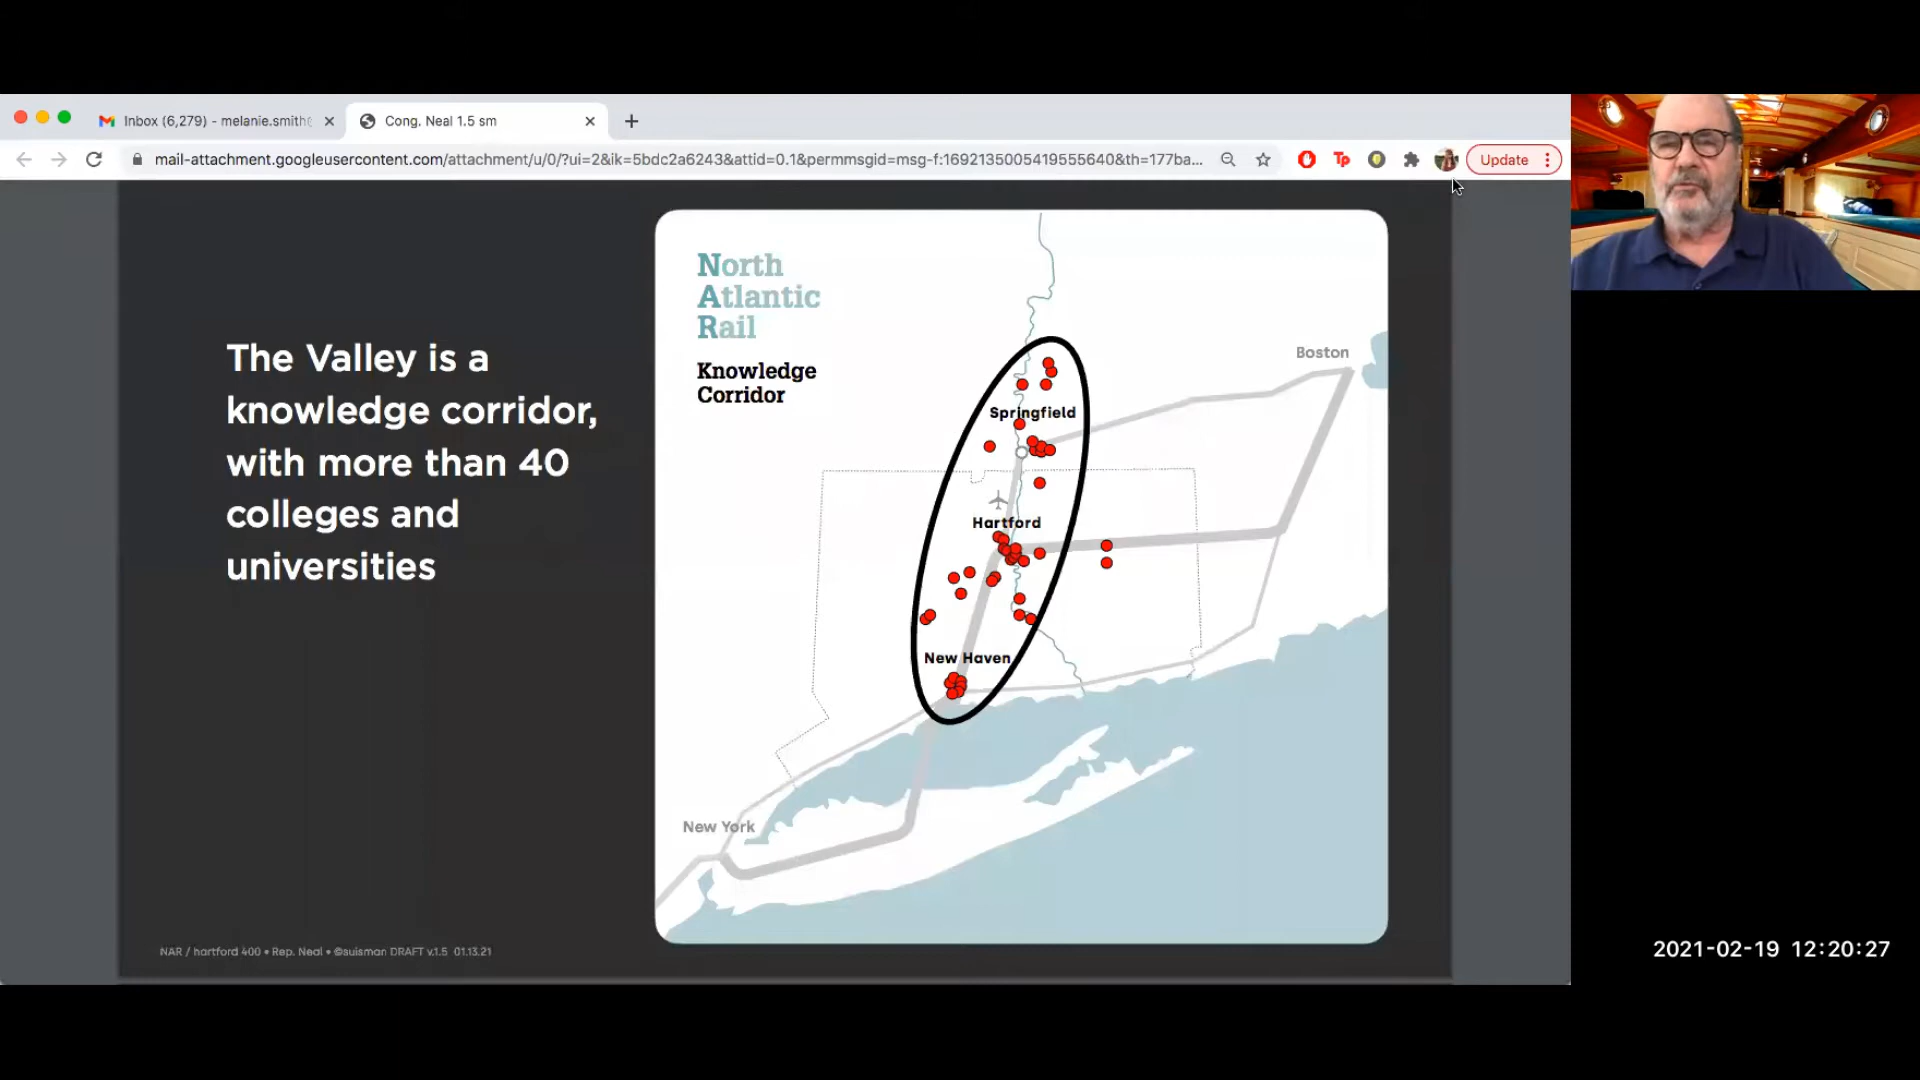 Inbox (6,279) - melanie.smith
Cong. Neal 1.5 sm
mail-attachment.googleusercontent.com/attachment/u/0/?ui=2&ik=5bdc2a6243&attid=0.1&permmsgid=msg-f:1692135005419555640&th=177ba...
Tp
Update
The Valley is a
knowledge corridor,
with more than 40
colleges and
universities
North
Atlantic
Rail
Knowledge
Corridor
Boston
Springfield
Hartford
New Haven
New York
NAR / hartford 400 • Rep. Neal • ©suisman DRAFT v.1.5 01.13.21
2021-02-19 12:20:27